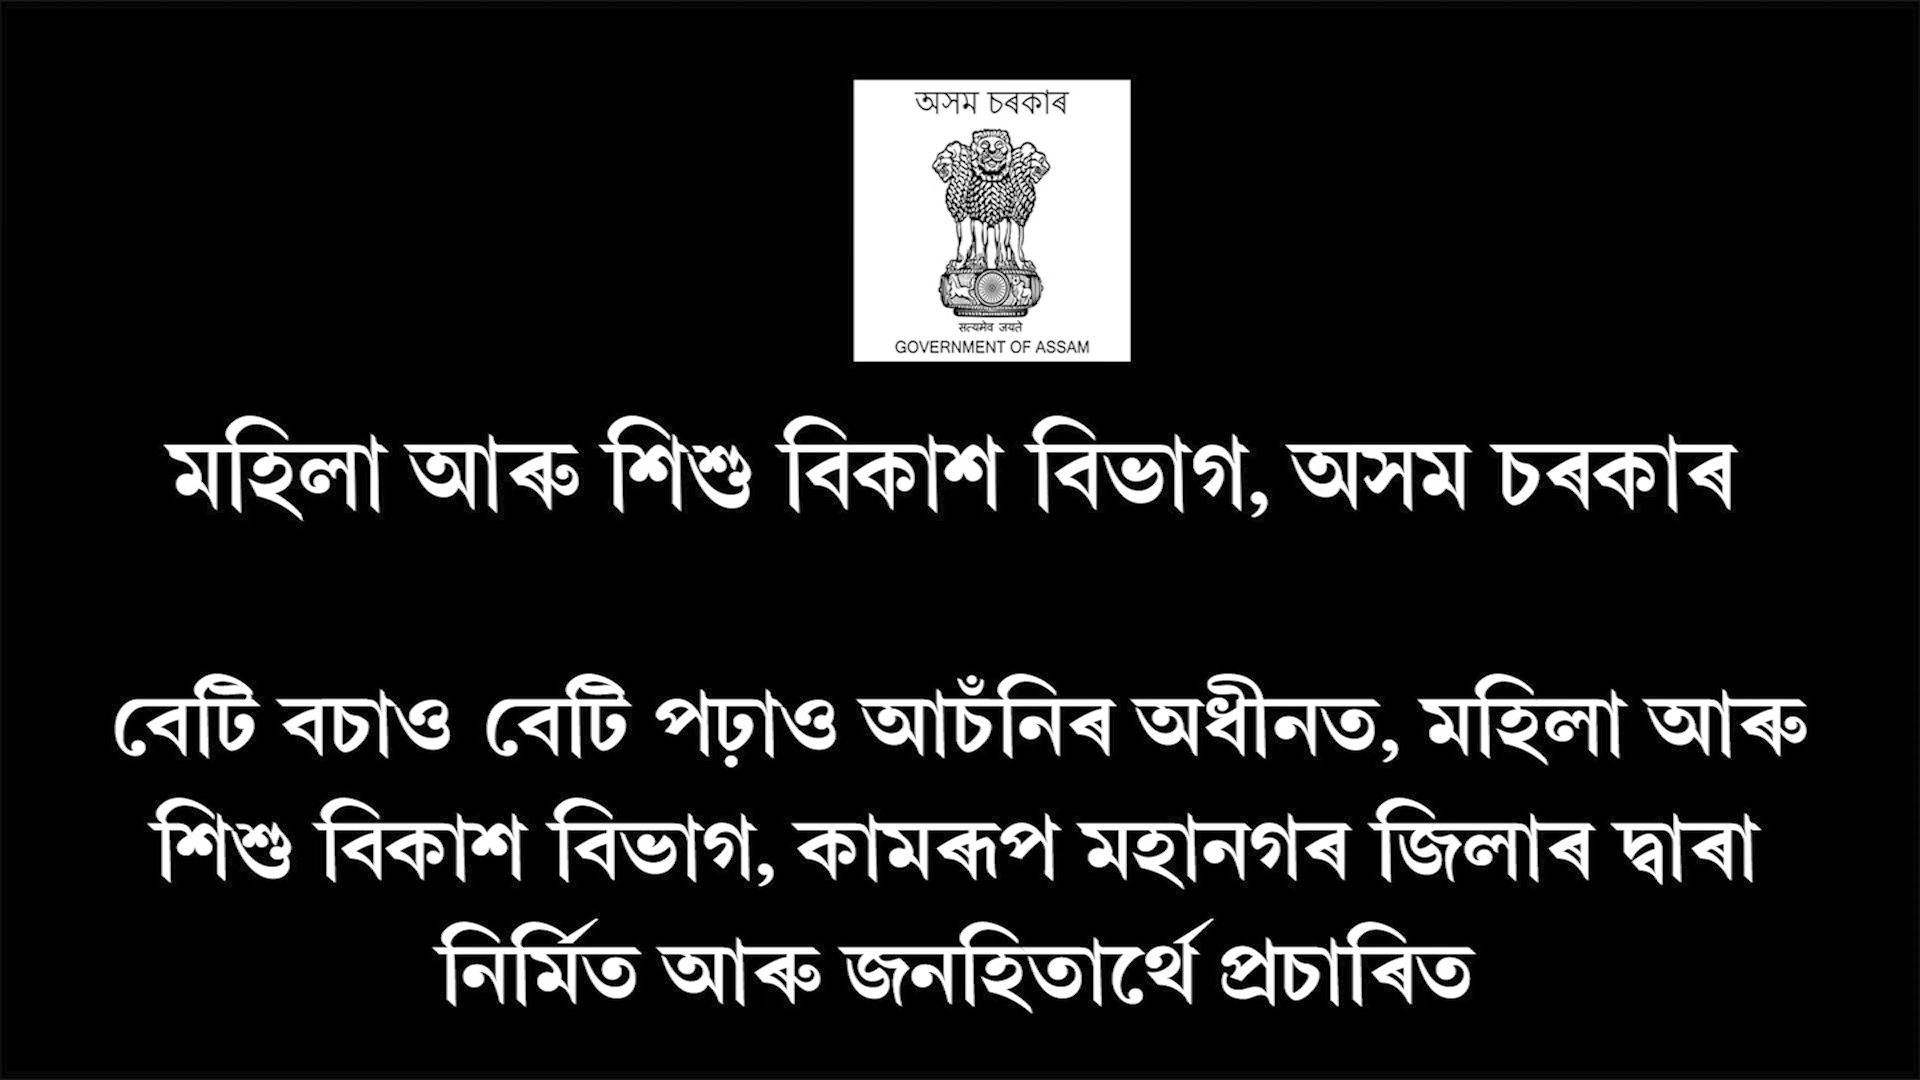 অসম চৰকাৰ
सत्यमेव जयते
GOVERNMENT OF ASSAM
মহিলা আৰু শিশু বিকাশ বিভাগ, অসম চৰকাৰ
বেটি বচাও বেটি পঢ়াও আচঁনিৰ অধীনত, মহিলা আৰু
শিশু বিকাশ বিভাগ, কামৰূপ মহানগৰ জিলাৰ দ্বাৰা
নিৰ্মিত আৰু জনহিতাৰ্থে প্ৰচাৰিত